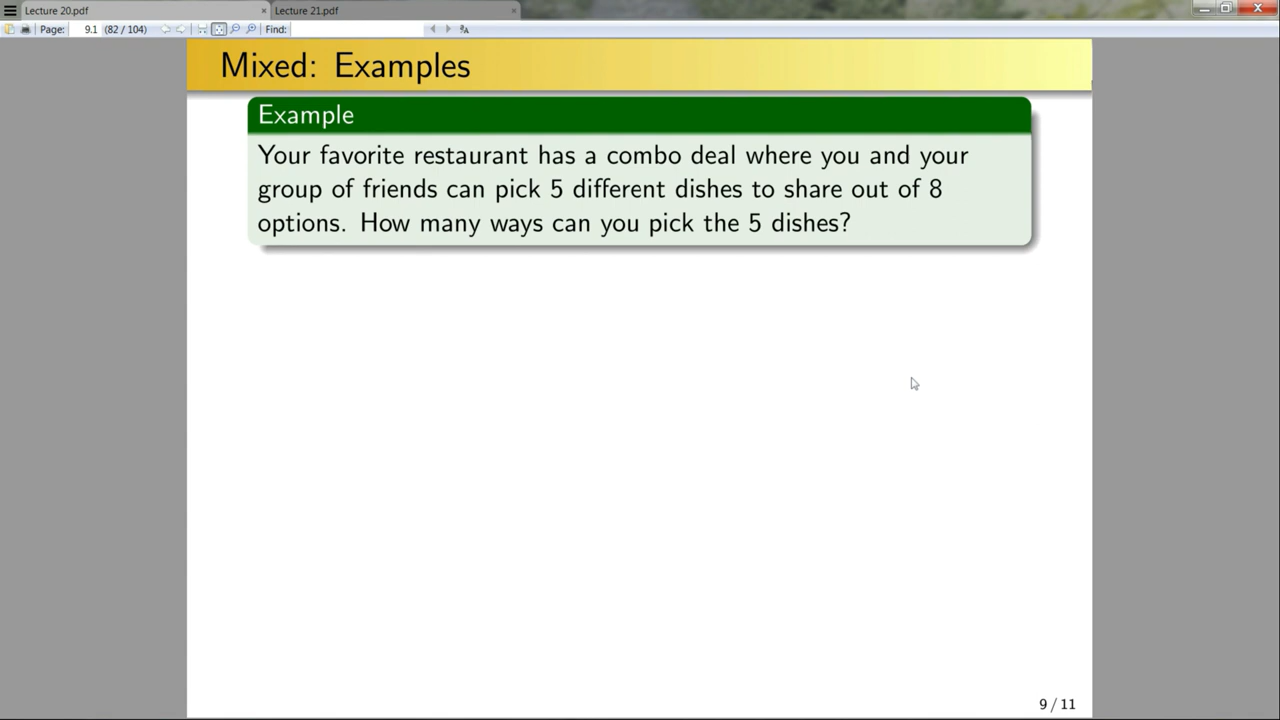 Lecture 20.pdf × Lecture 21.pdf ×
Page: 9.1 (82 / 104) Find:
Mixed: Examples
Example
Your favorite restaurant has a combo deal where you and your
group of friends can pick 5 different dishes to share out of 8
options. How many ways can you pick the 5 dishes?
9 / 11